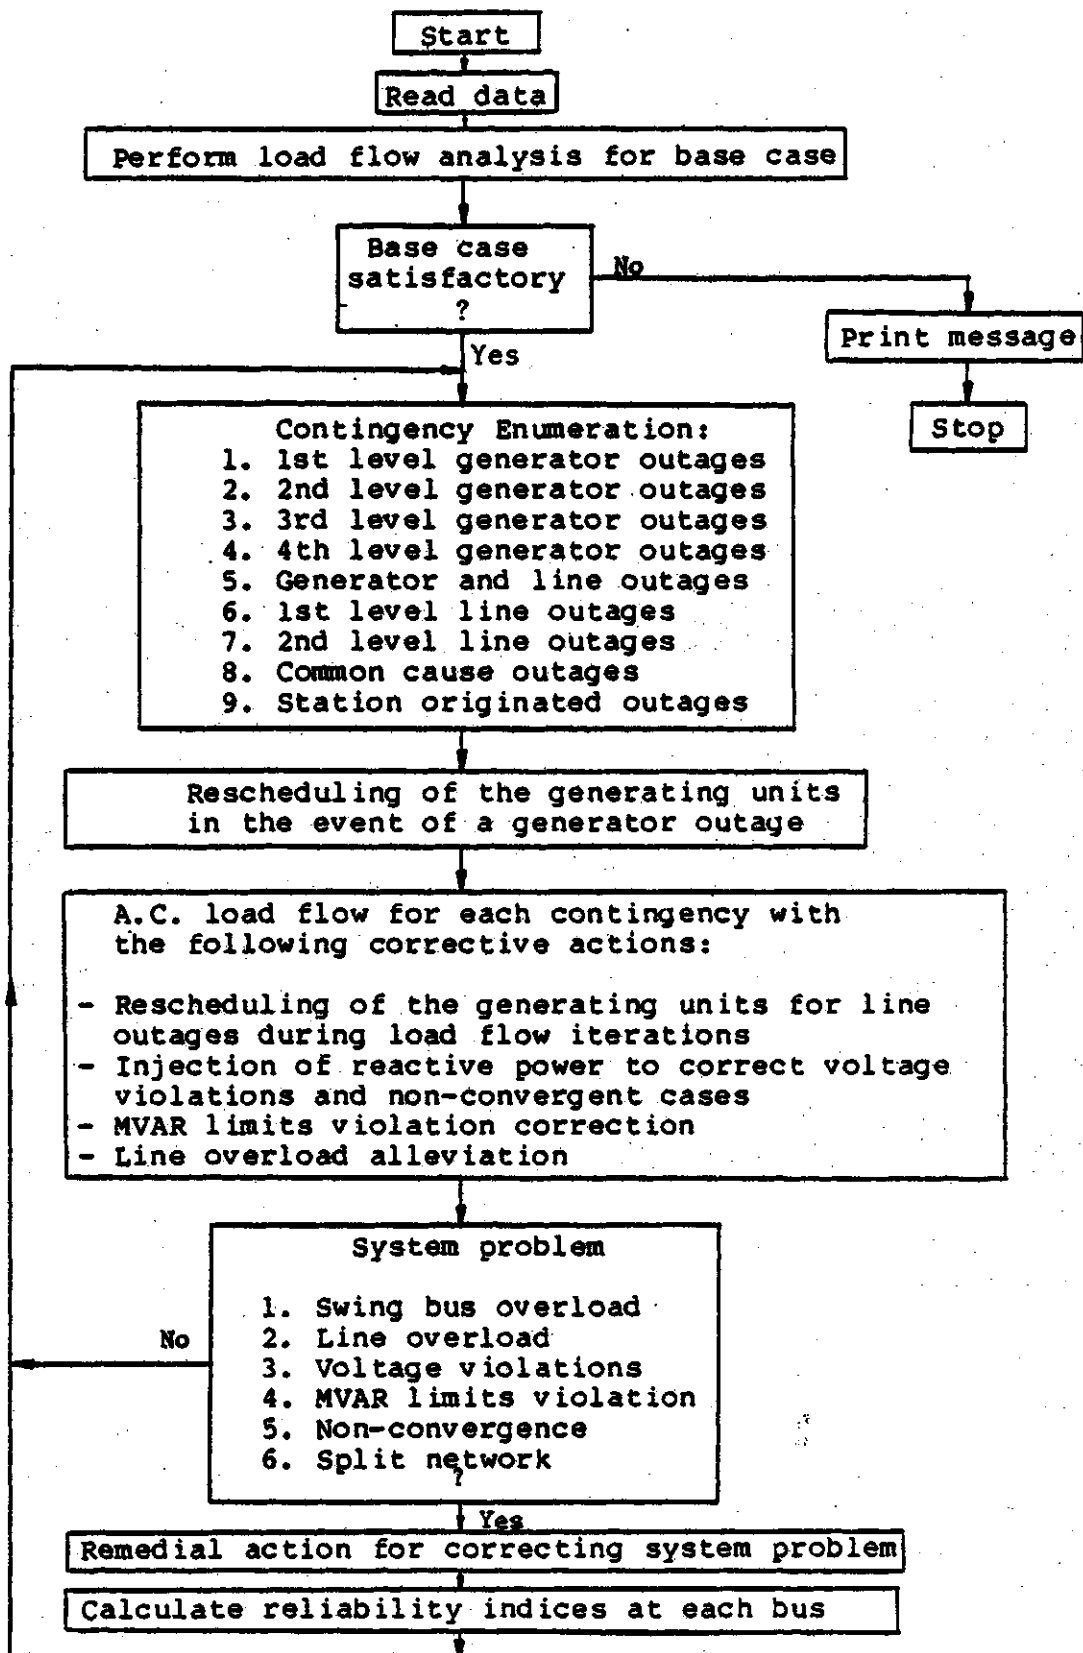 Start
Read data
Perform load flow analysis for base case
Base case
satisfactory
?
No
Print message
Stop
Yes
Contingency Enumeration:
1. 1st level generator outages
2. 2nd level generator outages
3. 3rd level generator outages
4. 4th level generator outages
5. Generator and line outages
6. 1st level line outages
7. 2nd level line outages
8. Common cause outages
9. Station originated outages
Rescheduling of the generating units
in the event of a generator outage
A.C. load flow for each contingency with
the following corrective actions:
- Rescheduling of the generating units for line
outages during load flow iterations
- Injection of reactive power to correct voltage
violations and non-convergent cases
- MVAR limits violation correction
- Line overload alleviation
System problem
1. Swing bus overload
2. Line overload
3. Voltage violations
4. MVAR limits violation
5. Non-convergence
6. Split network
?
No
Yes
Remedial action for correcting system problem
Calculate reliability indices at each bus